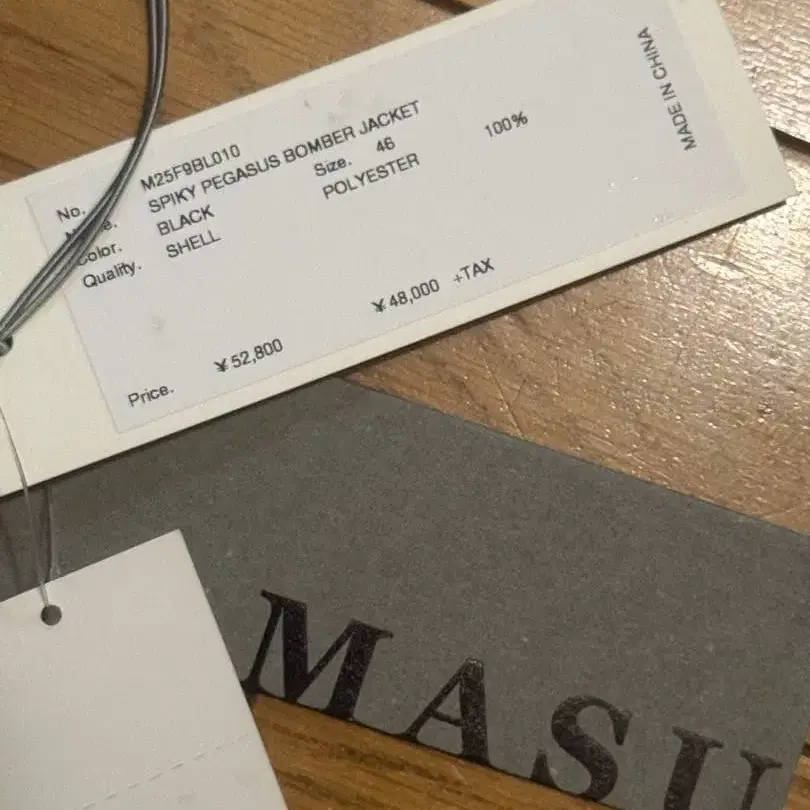 No. M25F9BL010
SPIKY PEGASUS BOMBER JACKET
Color. BLACK Size. 46
Quality. SHELL POLYESTER 100%
Price. ¥52,800 ¥48,000 +TAX
MADE IN CHINA
MASU